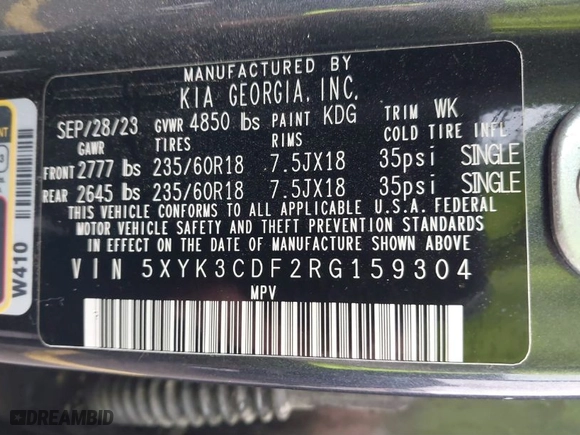 MANUFACTURED BY
KIA GEORGIA, INC.
SEP/28/23 GVWR 4850 lbs PAINT KDG TRIM WK
GAWR TIRES RIMS COLD TIRE INFL
FRONT 2777 lbs 235/60R18 7.5JX18 35psi SINGLE
REAR 2645 lbs 235/60R18 7.5JX18 35psi SINGLE
THIS VEHICLE CONFORMS TO ALL APPLICABLE U.S.A. FEDERAL
MOTOR VEHICLE SAFETY AND THEFT PREVENTION STANDARDS
IN EFFECT ON THE DATE OF MANUFACTURE SHOWN ABOVE.
VIN 5XYK3CDF2RG159304
MPV
W410
DREAMBID